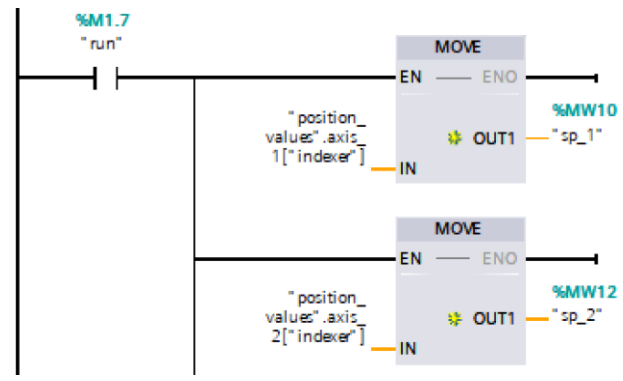 %M1.7
"run"
MOVE
EN ENO
%MW10
"position_
values".axis_
1["indexer"]
IN
OUT1
"sp_1"
MOVE
EN ENO
%MW12
"position_
values".axis_
2["indexer"]
IN
OUT1
"sp_2"